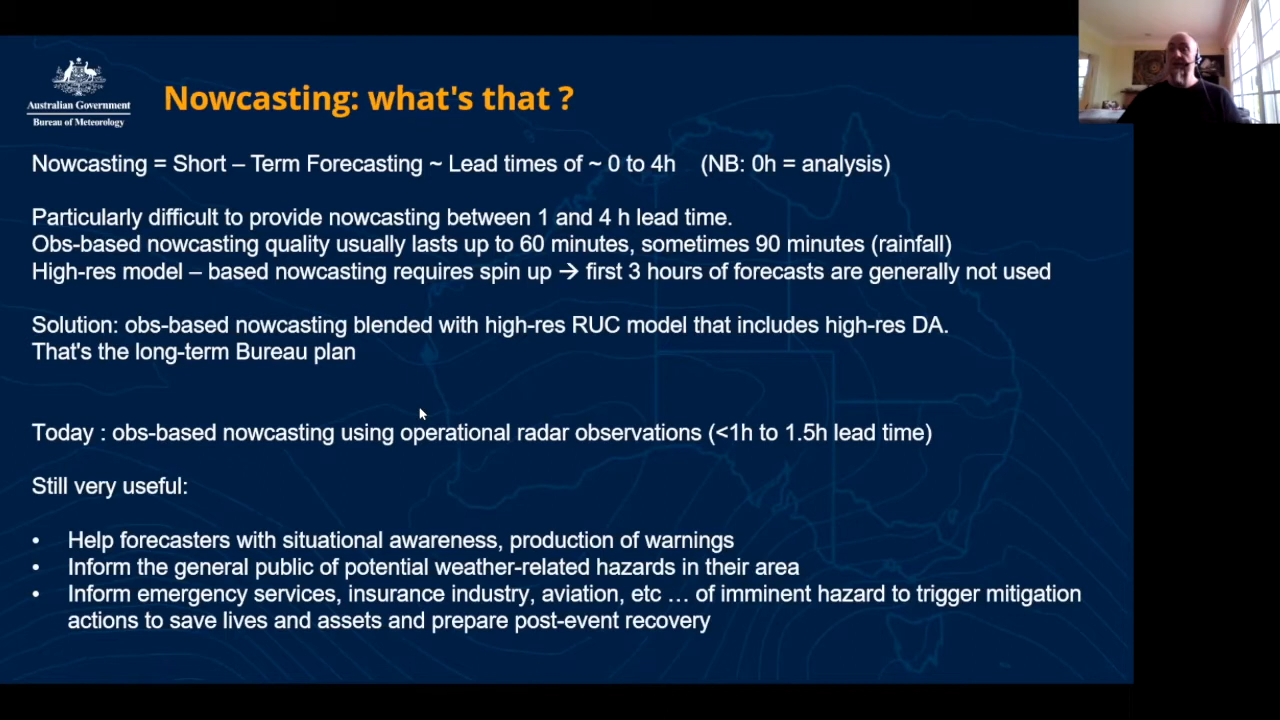 Australian Government
Bureau of Meteorology
Nowcasting: what's that ?
Nowcasting = Short – Term Forecasting ~ Lead times of ~ 0 to 4h (NB: 0h = analysis)
Particularly difficult to provide nowcasting between 1 and 4 h lead time.
Obs-based nowcasting quality usually lasts up to 60 minutes, sometimes 90 minutes (rainfall)
High-res model – based nowcasting requires spin up → first 3 hours of forecasts are generally not used
Solution: obs-based nowcasting blended with high-res RUC model that includes high-res DA.
That's the long-term Bureau plan
Today : obs-based nowcasting using operational radar observations (<1h to 1.5h lead time)
Still very useful:
• Help forecasters with situational awareness, production of warnings
• Inform the general public of potential weather-related hazards in their area
• Inform emergency services, insurance industry, aviation, etc … of imminent hazard to trigger mitigation
actions to save lives and assets and prepare post-event recovery